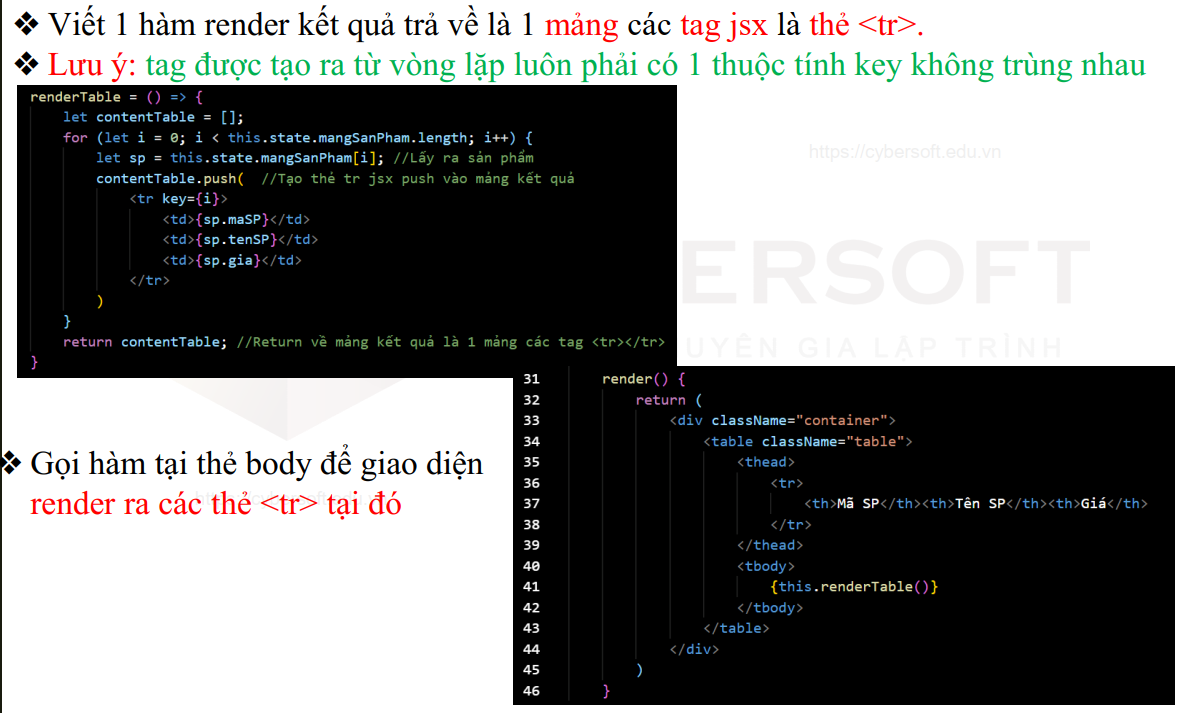 ❖ Viết 1 hàm render kết quả trả về là 1 mảng các tag jsx là thẻ <tr>.
❖ Lưu ý: tag được tạo ra từ vòng lặp luôn phải có 1 thuộc tính key không trùng nhau
renderTable = () => {
let contentTable = [];
for (let i = 0; i < this.state.mangSanPham.length; i++) {
let sp = this.state.mangSanPham[i]; //Lấy ra sản phẩm
contentTable.push( //Tạo thẻ tr jsx push vào mảng kết quả
<tr key={i}>
<td>{sp.maSP}</td>
<td>{sp.tenSP}</td>
<td>{sp.gia}</td>
</tr>
)
}
return contentTable; //Return về mảng kết quả là 1 mảng các tag <tr></tr>
}
https://cybersoft.edu.vn
ERSOFT
UYÊN GIA LẬP TRÌNH
❖ Gọi hàm tại thẻ body để giao diện
render ra các thẻ <tr> tại đó
31 render() {
32 return (
33 <div className="container">
34 <table className="table">
35 <thead>
36 <tr>
37 <th>Mã SP</th><th>Tên SP</th><th>Giá</th>
38 </tr>
39 </thead>
40 <tbody>
41 {this.renderTable()}
42 </tbody>
43 </table>
44 </div>
45 )
46 }